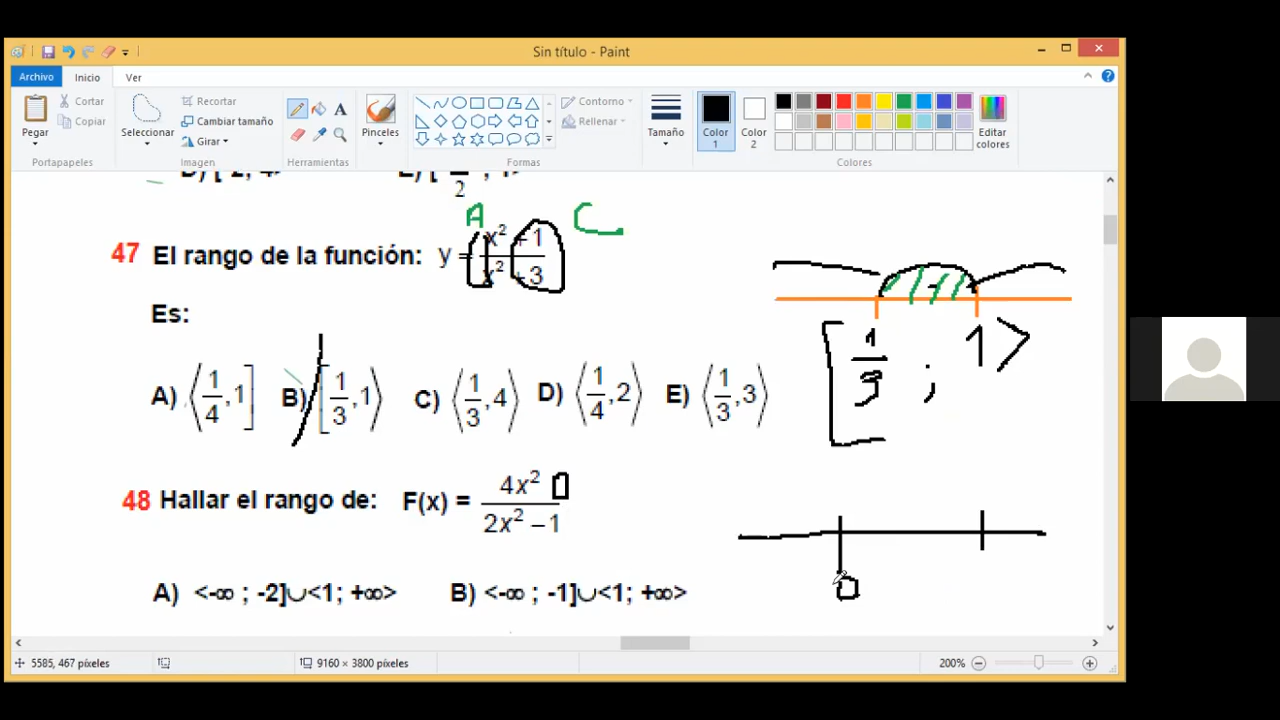 Sin título - Paint
Archivo Inicio Ver
Pegar
Cortar
Copiar
Portapapeles
Seleccionar
Recortar
Cambiar tamaño
Girar
Imagen
A
Herramientas
Pinceles
Formas
Contorno
Rellenar
Tamaño
Color 1
Color 2
Editar colores
Colores
2
A C
47 El rango de la función: y = x² +1 / x² +3
Es:
[ 1/3 ; 1>
A) ⟨1/4, 1] B) [1/3, 1⟩ C) ⟨1/3, 4⟩ D) ⟨1/4, 2⟩ E) ⟨1/3, 3⟩
48 Hallar el rango de: F(x) = 4x² 0 / 2x² −1
0
A) <-∞ ; -2]∪<1; +∞> B) <-∞ ; -1]∪<1; +∞>
5585, 467 píxeles 9160 × 3800 píxeles 200%